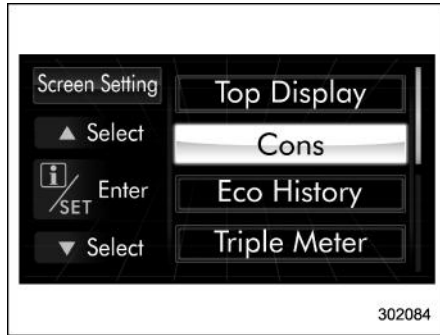 Screen Setting
▲ Select
i/SET Enter
▼ Select
Top Display
Cons
Eco History
Triple Meter
302084